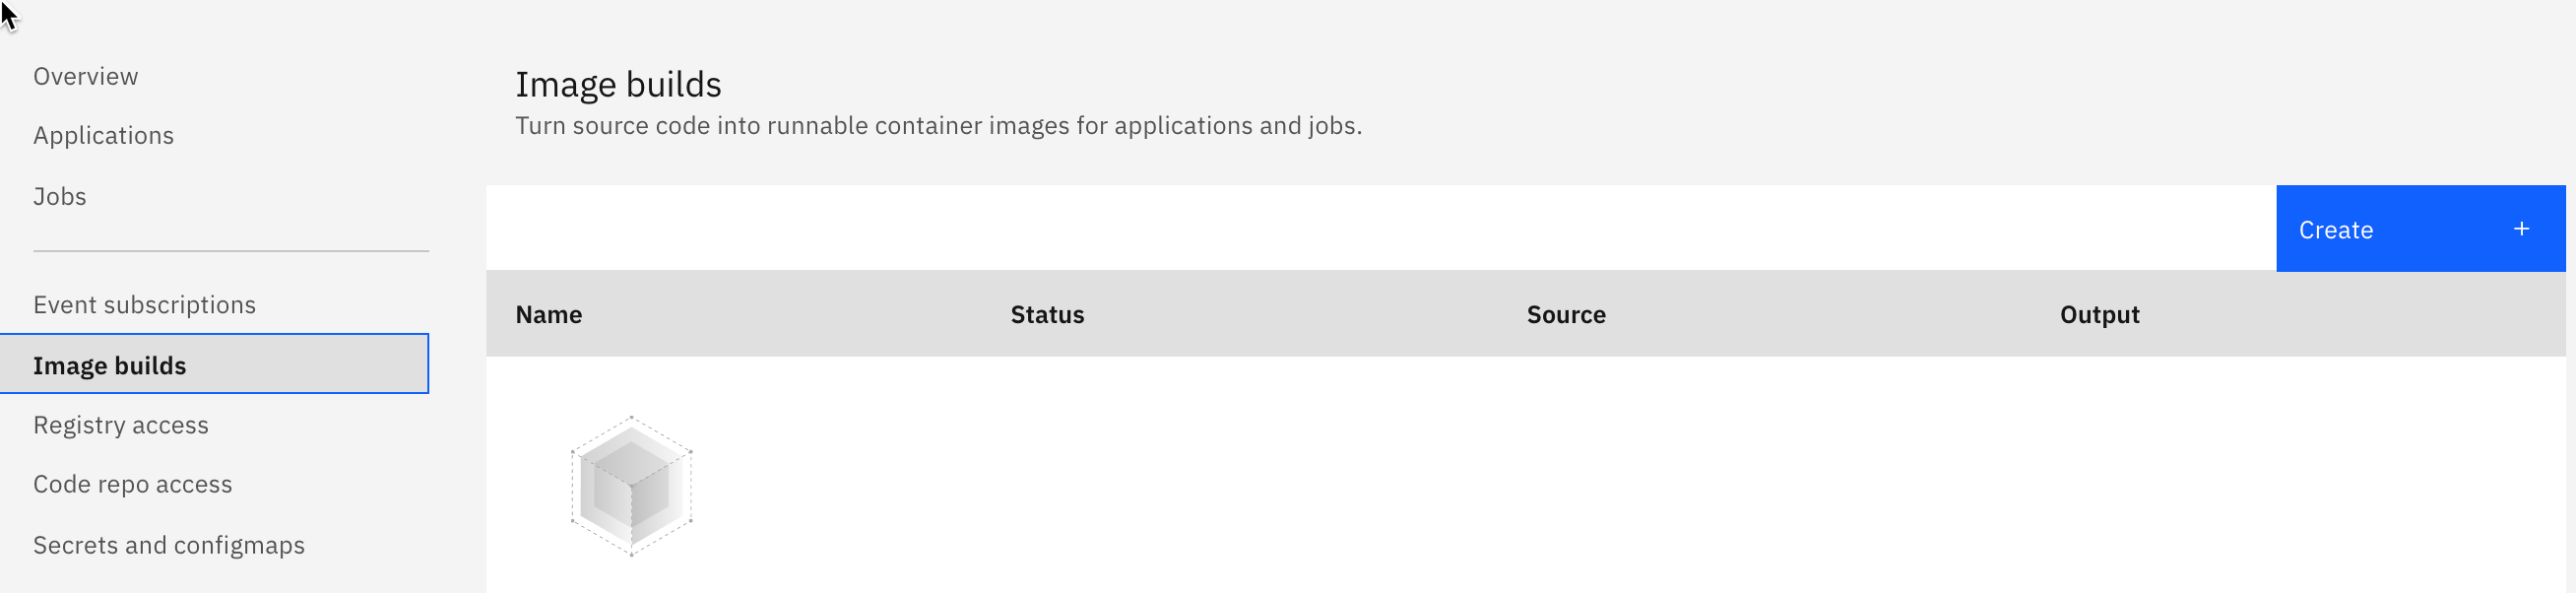 Overview
Applications
Jobs
Event subscriptions
Image builds
Registry access
Code repo access
Secrets and configmaps
Image builds
Turn source code into runnable container images for applications and jobs.
Create +
Name Status Source Output